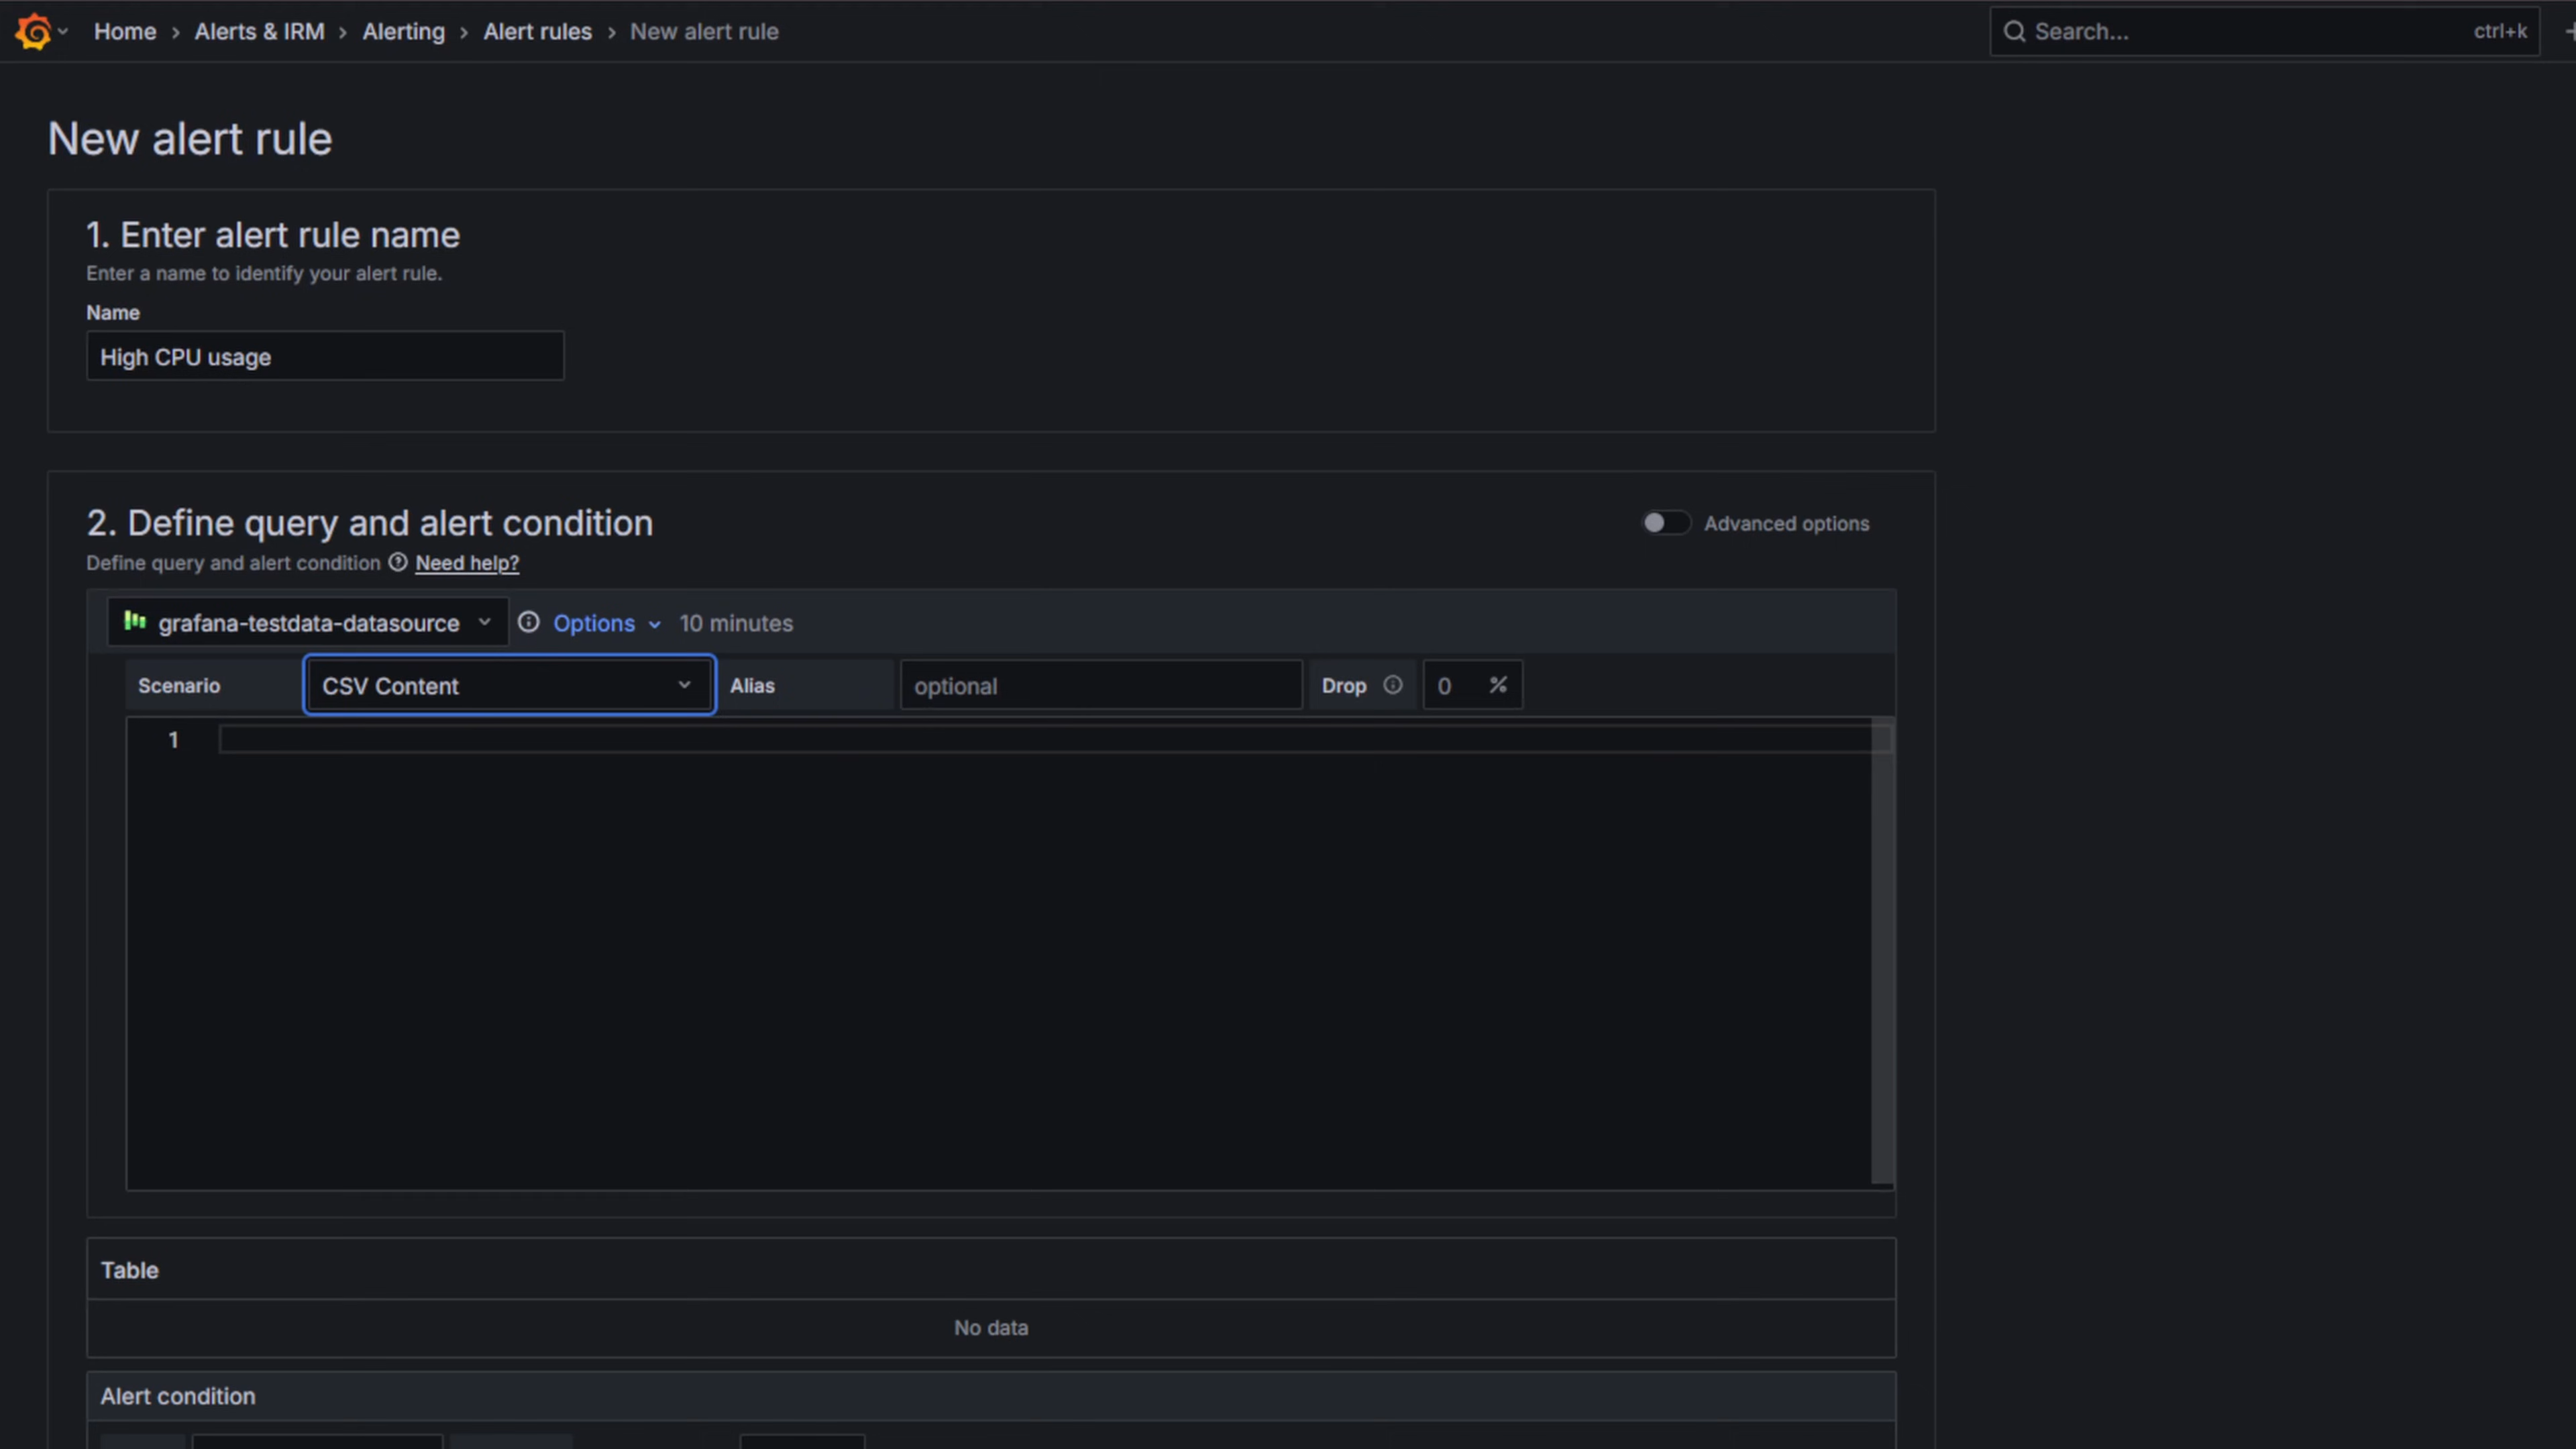 Home › Alerts & IRM › Alerting › Alert rules › New alert rule
Search... ctrl+k
New alert rule
1. Enter alert rule name
Enter a name to identify your alert rule.
Name
High CPU usage
2. Define query and alert condition
Advanced options
Define query and alert condition Need help?
grafana-testdata-datasource Options 10 minutes
Scenario CSV Content Alias optional Drop 0 %
1
Table
No data
Alert condition